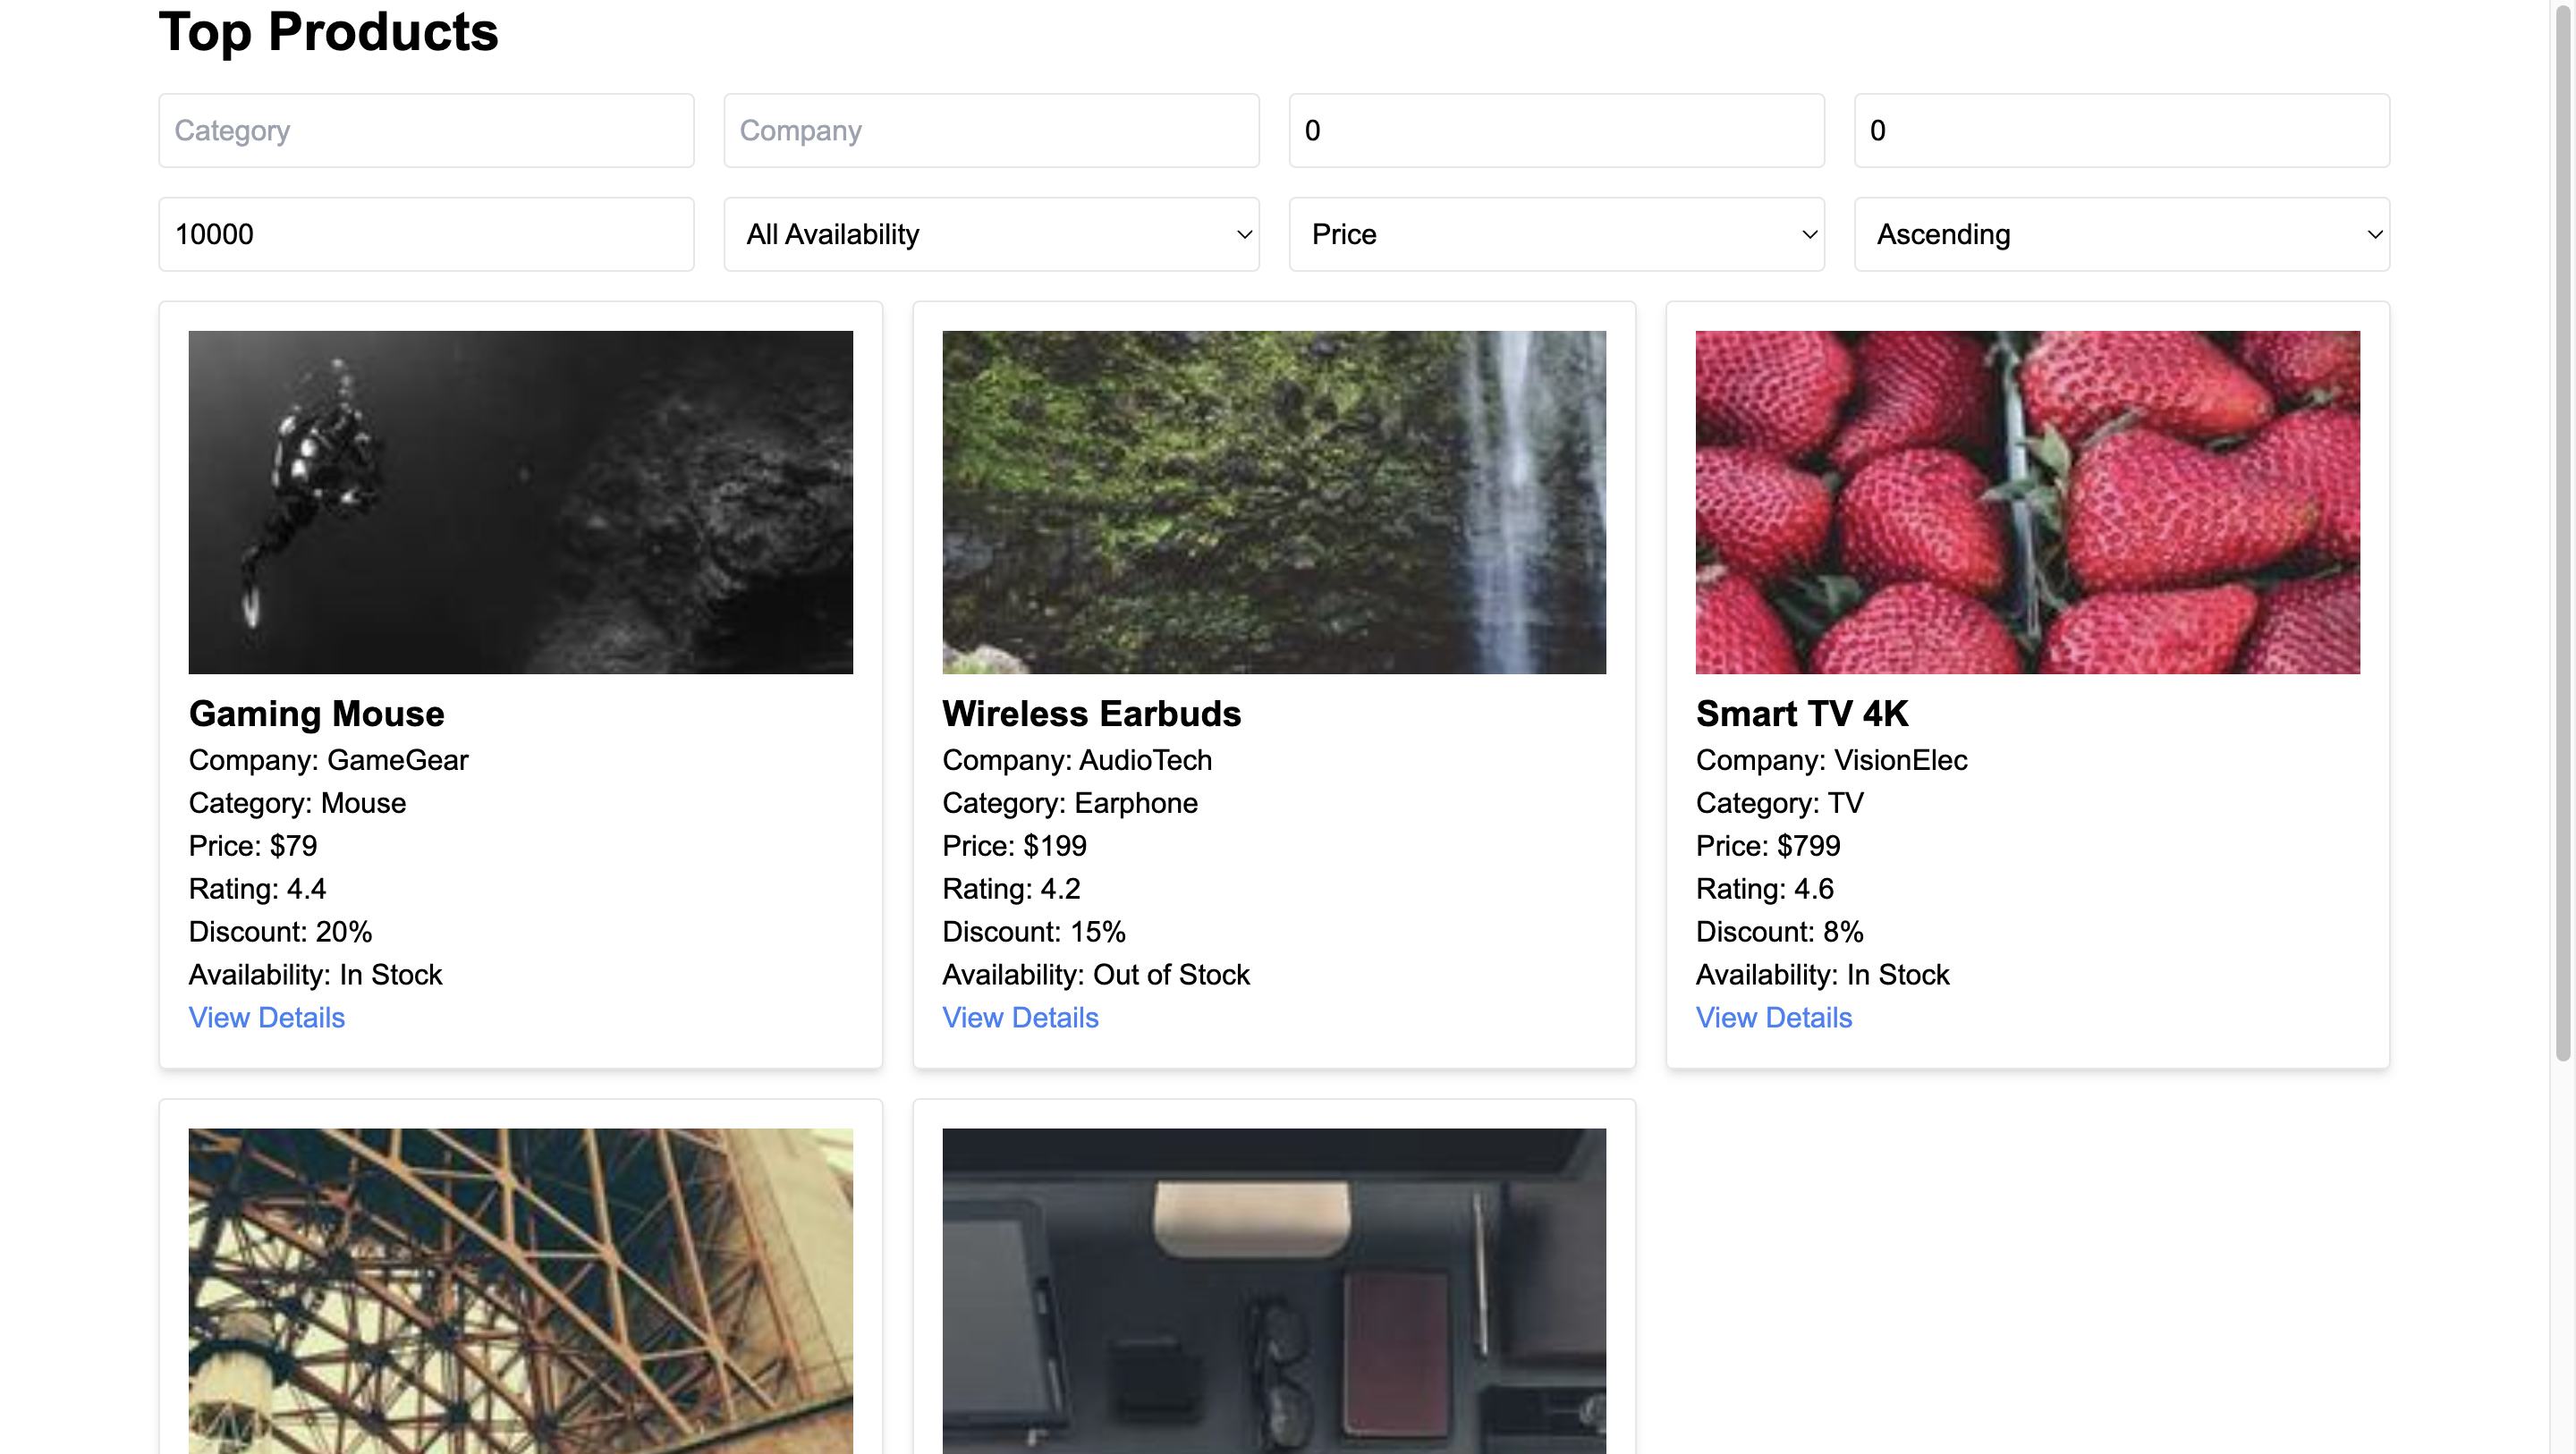 Top Products
Category
Company
0
0
10000
All Availability
Price
Ascending
Gaming Mouse
Company: GameGear
Category: Mouse
Price: $79
Rating: 4.4
Discount: 20%
Availability: In Stock
View Details
Wireless Earbuds
Company: AudioTech
Category: Earphone
Price: $199
Rating: 4.2
Discount: 15%
Availability: Out of Stock
View Details
Smart TV 4K
Company: VisionElec
Category: TV
Price: $799
Rating: 4.6
Discount: 8%
Availability: In Stock
View Details